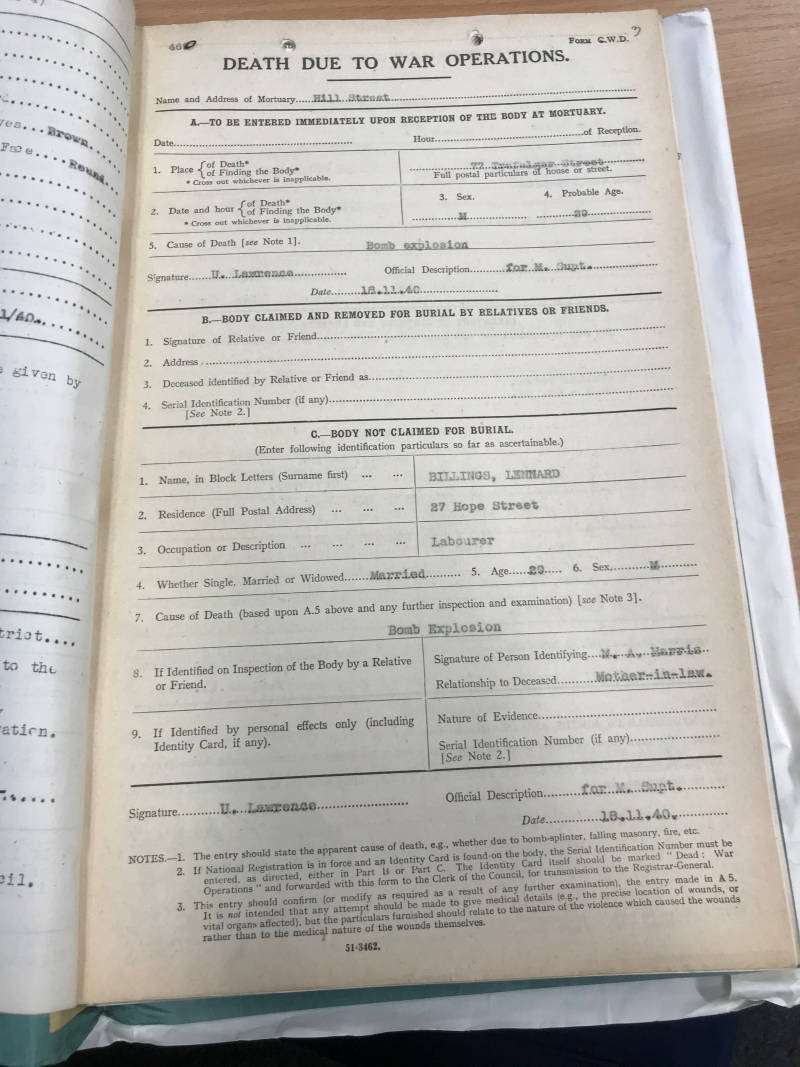 460
FORM C.W.D.
DEATH DUE TO WAR OPERATIONS.
Name and Address of Mortuary.....Hill Street
A.—TO BE ENTERED IMMEDIATELY UPON RECEPTION OF THE BODY AT MORTUARY.
Date.......... Hour..........of Reception.
1. Place { of Death* of Finding the Body*
* Cross out whichever is inapplicable.
77 Trafalgar Street
Full postal particulars of house or street.
2. Date and hour { of Death* of Finding the Body*
* Cross out whichever is inapplicable.
3. Sex. 4. Probable Age.
M 29
5. Cause of Death [see Note 1]. Bomb explosion
Signature.....U. Lawrence..... Official Description.....for M. Supt.
Date.....18.11.40
B.—BODY CLAIMED AND REMOVED FOR BURIAL BY RELATIVES OR FRIENDS.
1. Signature of Relative or Friend
2. Address
3. Deceased identified by Relative or Friend as
4. Serial Identification Number (if any)
[See Note 2.]
C.—BODY NOT CLAIMED FOR BURIAL.
(Enter following identification particulars so far as ascertainable.)
1. Name, in Block Letters (Surname first) ... ... BILLINGS, LENNARD
2. Residence (Full Postal Address) ... ... ... 27 Hope Street
3. Occupation or Description ... ... ... ... Labourer
4. Whether Single, Married or Widowed.....Married..... 5. Age.....29..... 6. Sex.....M
7. Cause of Death (based upon A.5 above and any further inspection and examination) [see Note 3].
Bomb Explosion
8. If Identified on Inspection of the Body by a Relative
or Friend.
Signature of Person Identifying....M. A. Marris..
Relationship to Deceased.....Mother-in-law.
9. If Identified by personal effects only (including
Identity Card, if any).
Nature of Evidence
Serial Identification Number (if any)
[See Note 2.]
Signature.....U. Lawrence..... Official Description.....for M. Supt.
Date.....18.11.40.
NOTES.—1. The entry should state the apparent cause of death, e.g., whether due to bomb-splinter, falling masonry, fire, etc.
2. If National Registration is in force and an Identity Card is found on the body, the Serial Identification Number must be
entered, as directed, either in Part B or Part C. The Identity Card itself should be marked "Dead: War
Operations" and forwarded with this form to the Clerk of the Council, for transmission to the Registrar-General.
3. This entry should confirm (or modify as required as a result of any further examination), the entry made in A 5.
It is not intended that any attempt should be made to give medical details (e.g., the precise location of wounds, or
vital organs affected), but the particulars furnished should relate to the nature of the violence which caused the wounds
rather than to the medical nature of the wounds themselves.
51-3462.
Brown.
Face....Round.
1/40.
given by
trict....
to the
cil.